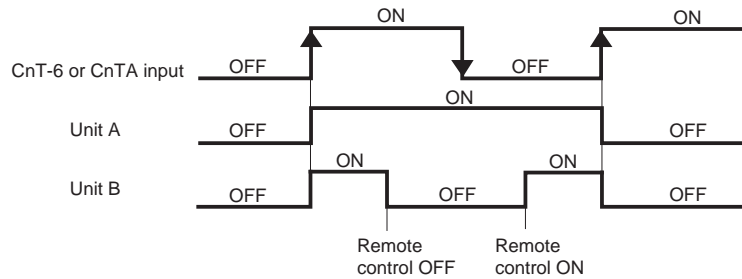 ON ON
CnT-6 or CnTA input OFF OFF
ON
Unit A OFF OFF
ON ON
Unit B OFF OFF OFF
Remote control OFF
Remote control ON